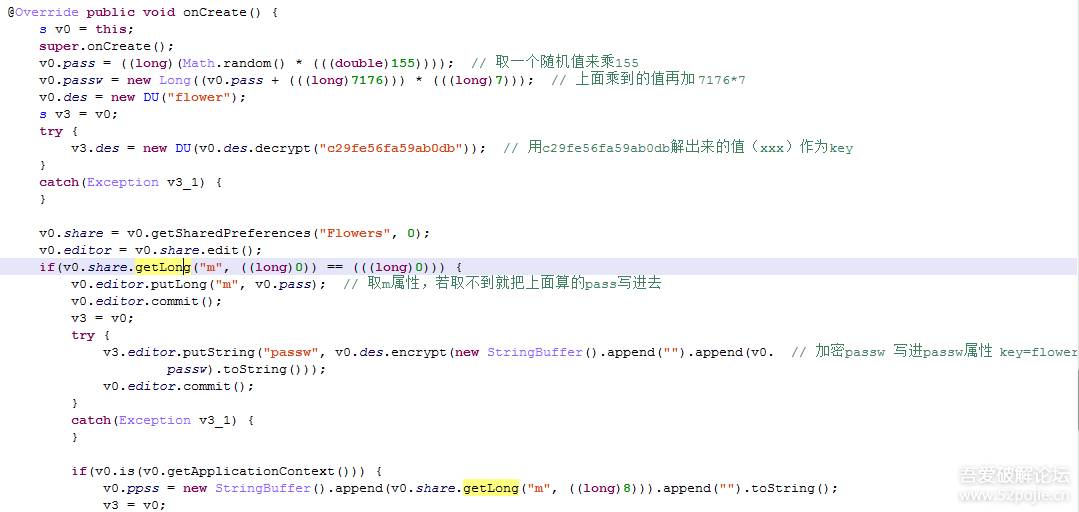 @Override public void onCreate() {
s v0 = this;
super.onCreate();
v0.pass = ((long)(Math.random() * (((double)155)))); // 取一个随机值来乘155
v0.passw = new Long((v0.pass + (((long)7176))) * (((long)7))); // 上面乘到的值再加 7176*7
v0.des = new DU("flower");
s v3 = v0;
try {
v3.des = new DU(v0.des.decrypt("c29fe56fa59ab0db")); // 用c29fe56fa59ab0db解出来的值（xxx）作为key
}
catch(Exception v3_1) {
}
v0.share = v0.getSharedPreferences("Flowers", 0);
v0.editor = v0.share.edit();
if(v0.share.getLong("m", ((long)0)) == (((long)0))) {
v0.editor.putLong("m", v0.pass); // 取m属性，若取不到就把上面算的pass写进去
v0.editor.commit();
v3 = v0;
try {
v3.editor.putString("passw", v0.des.encrypt(new StringBuffer().append("").append(v0. // 加密passw 写进passw属性 key=flower
passw).toString()));
v0.editor.commit();
}
catch(Exception v3_1) {
}
if(v0.is(v0.getApplicationContext())) {
v0.ppss = new StringBuffer().append(v0.share.getLong("m", ((long)8))).append("").toString();
v3 = v0;
吾爱破解论坛
www.52pojie.cn